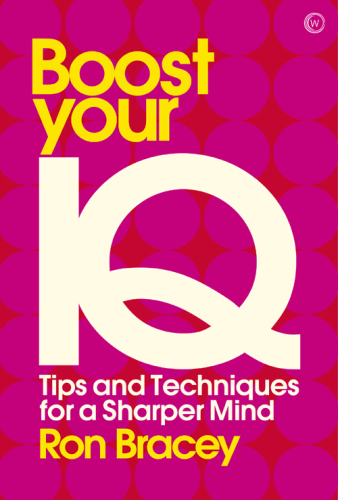 W
Boost
your
IQ
Tips and Techniques
for a Sharper Mind
Ron Bracey